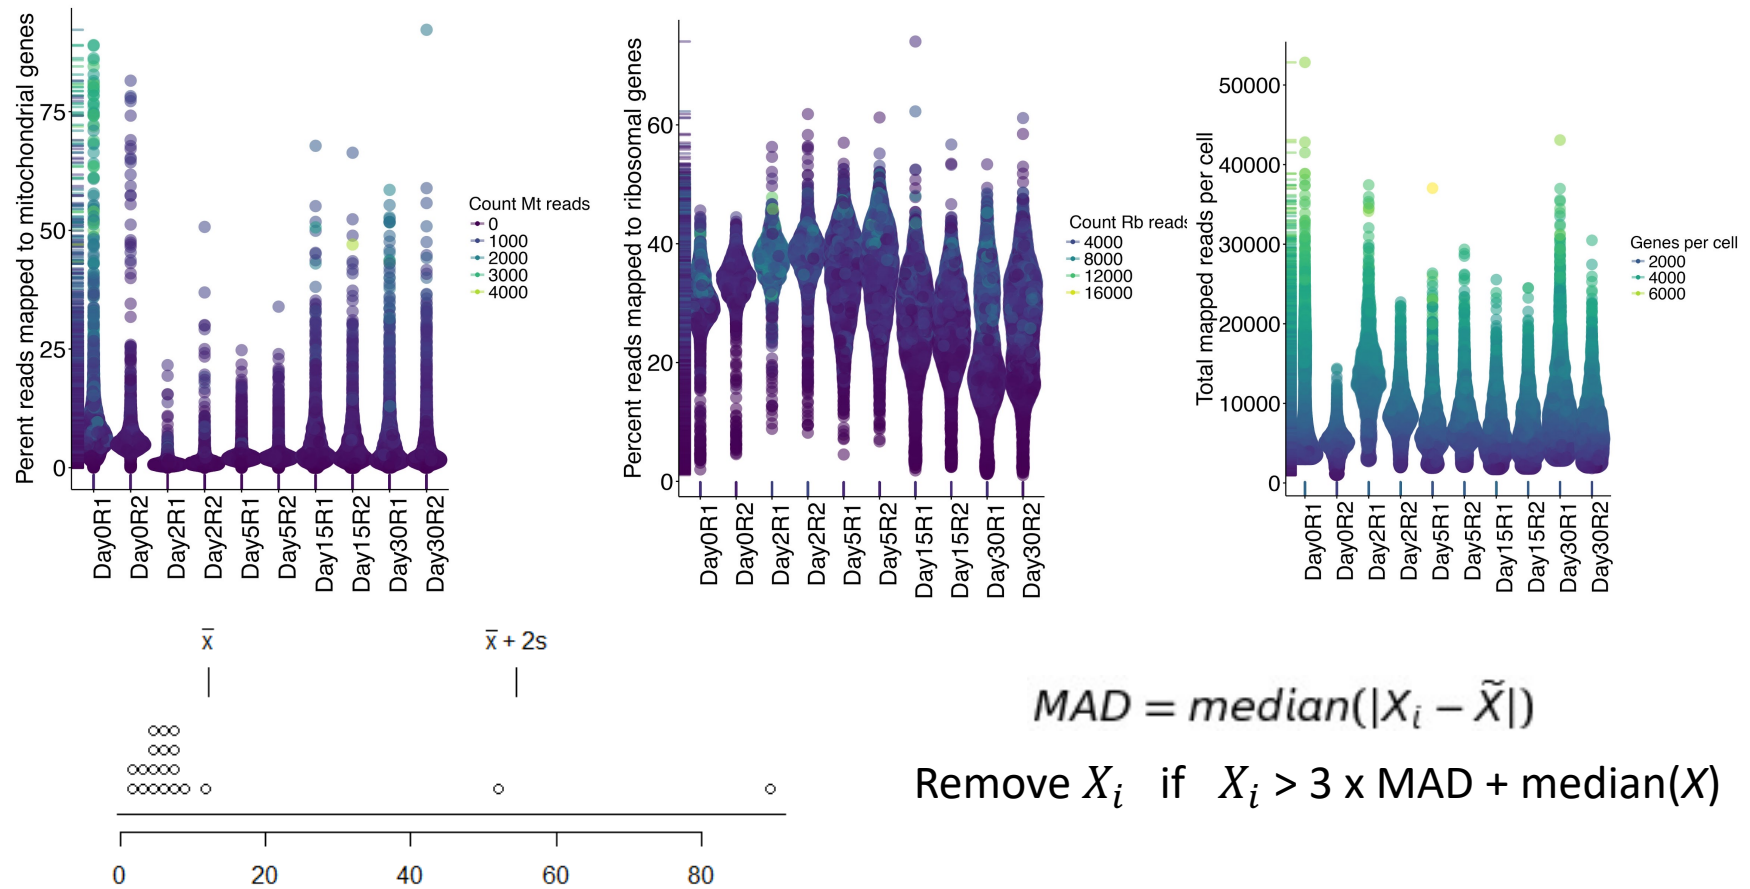 Perent reads mapped to mitochondrial genes
75
50
25
0
Day0R1
Day0R2
Day2R1
Day2R2
Day5R1
Day5R2
Day15R1
Day15R2
Day30R1
Day30R2
Count Mt reads
0
1000
2000
3000
4000
Percent reads mapped to ribosomal genes
60
40
20
0
Day0R1
Day0R2
Day2R1
Day2R2
Day5R1
Day5R2
Day15R1
Day15R2
Day30R1
Day30R2
Count Rb reads
4000
8000
12000
16000
Total mapped reads per cell
50000
40000
30000
20000
10000
0
Day0R1
Day0R2
Day2R1
Day2R2
Day5R1
Day5R2
Day15R1
Day15R2
Day30R1
Day30R2
Genes per cell
2000
4000
6000
x̄
x̄ + 2s
0 20 40 60 80
MAD = median(|Xᵢ − X̃|)
Remove Xᵢ if Xᵢ > 3 x MAD + median(X)